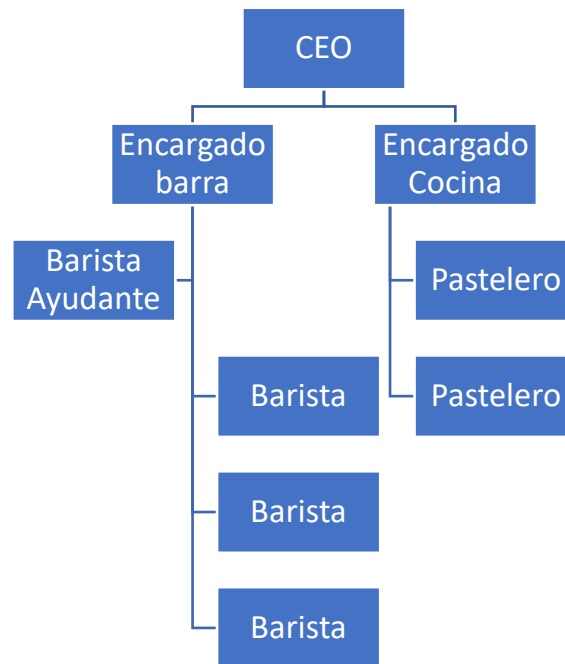 CEO
Encargado
barra
Encargado
Cocina
Barista
Ayudante
Pastelero
Barista
Pastelero
Barista
Barista